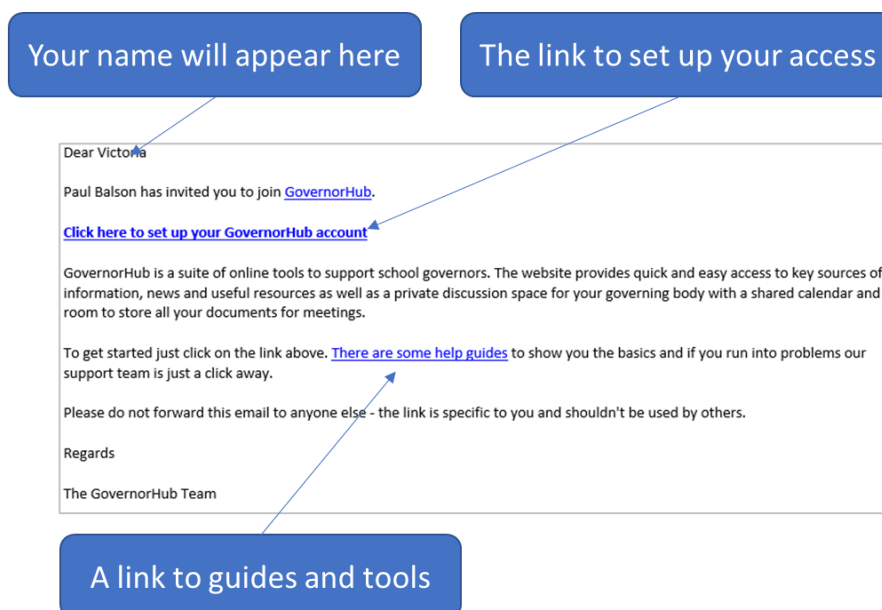 Your name will appear here
The link to set up your access
Dear Victoria
Paul Balson has invited you to join GovernorHub.
Click here to set up your GovernorHub account
GovernorHub is a suite of online tools to support school governors. The website provides quick and easy access to key sources of
information, news and useful resources as well as a private discussion space for your governing body with a shared calendar and
room to store all your documents for meetings.
To get started just click on the link above. There are some help guides to show you the basics and if you run into problems our
support team is just a click away.
Please do not forward this email to anyone else - the link is specific to you and shouldn't be used by others.
Regards
The GovernorHub Team
A link to guides and tools